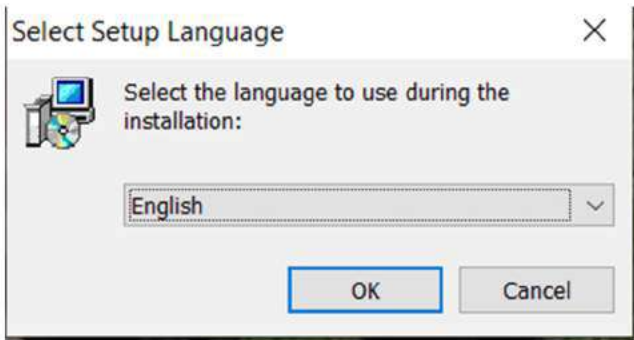 Select Setup Language
Select the language to use during the
installation:
English
OK
Cancel